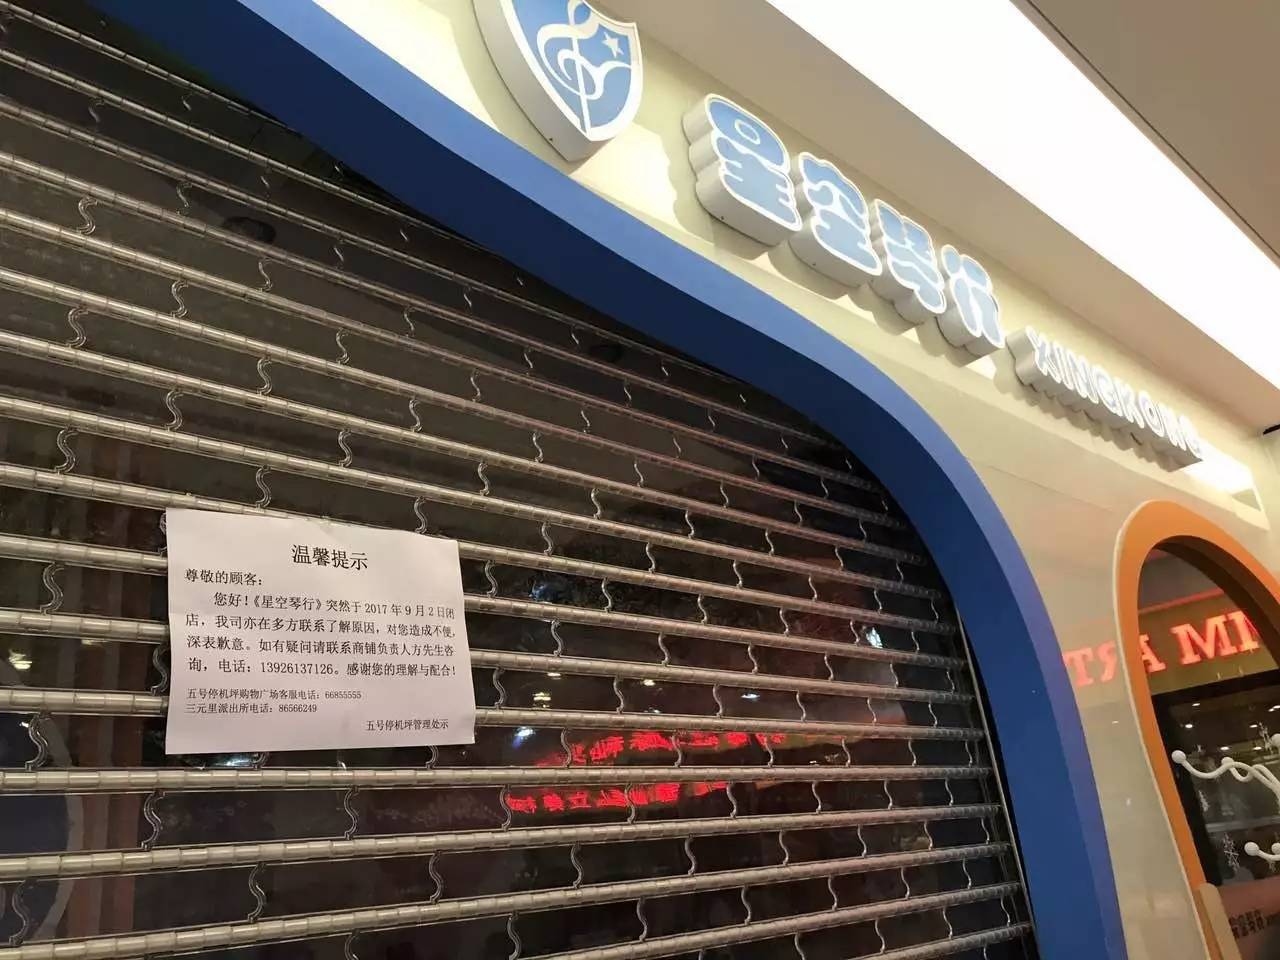 星空琴行
XINGKONG
温馨提示
尊敬的顾客：
您好！《星空琴行》突然于 2017 年 9 月 2 日闭
店，我司亦在多方联系了解原因，对您造成不便，
深表歉意。如有疑问请联系商铺负责人方先生咨
询，电话：13926137126。感谢您的理解与配合！
五号停机坪购物广场客服电话：66855555
三元里派出所电话：86566249
五号停机坪管理处示